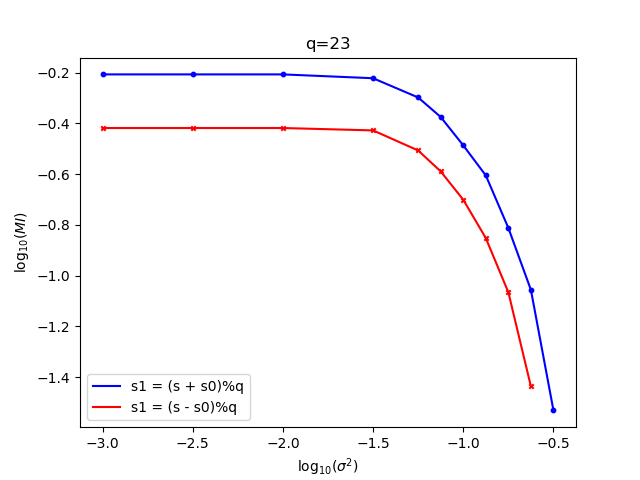 q=23
log₁₀(MI)
−0.2
−0.4
−0.6
−0.8
−1.0
−1.2
−1.4
s1 = (s + s0)%q
s1 = (s - s0)%q
−3.0 −2.5 −2.0 −1.5 −1.0 −0.5
log₁₀(σ²)